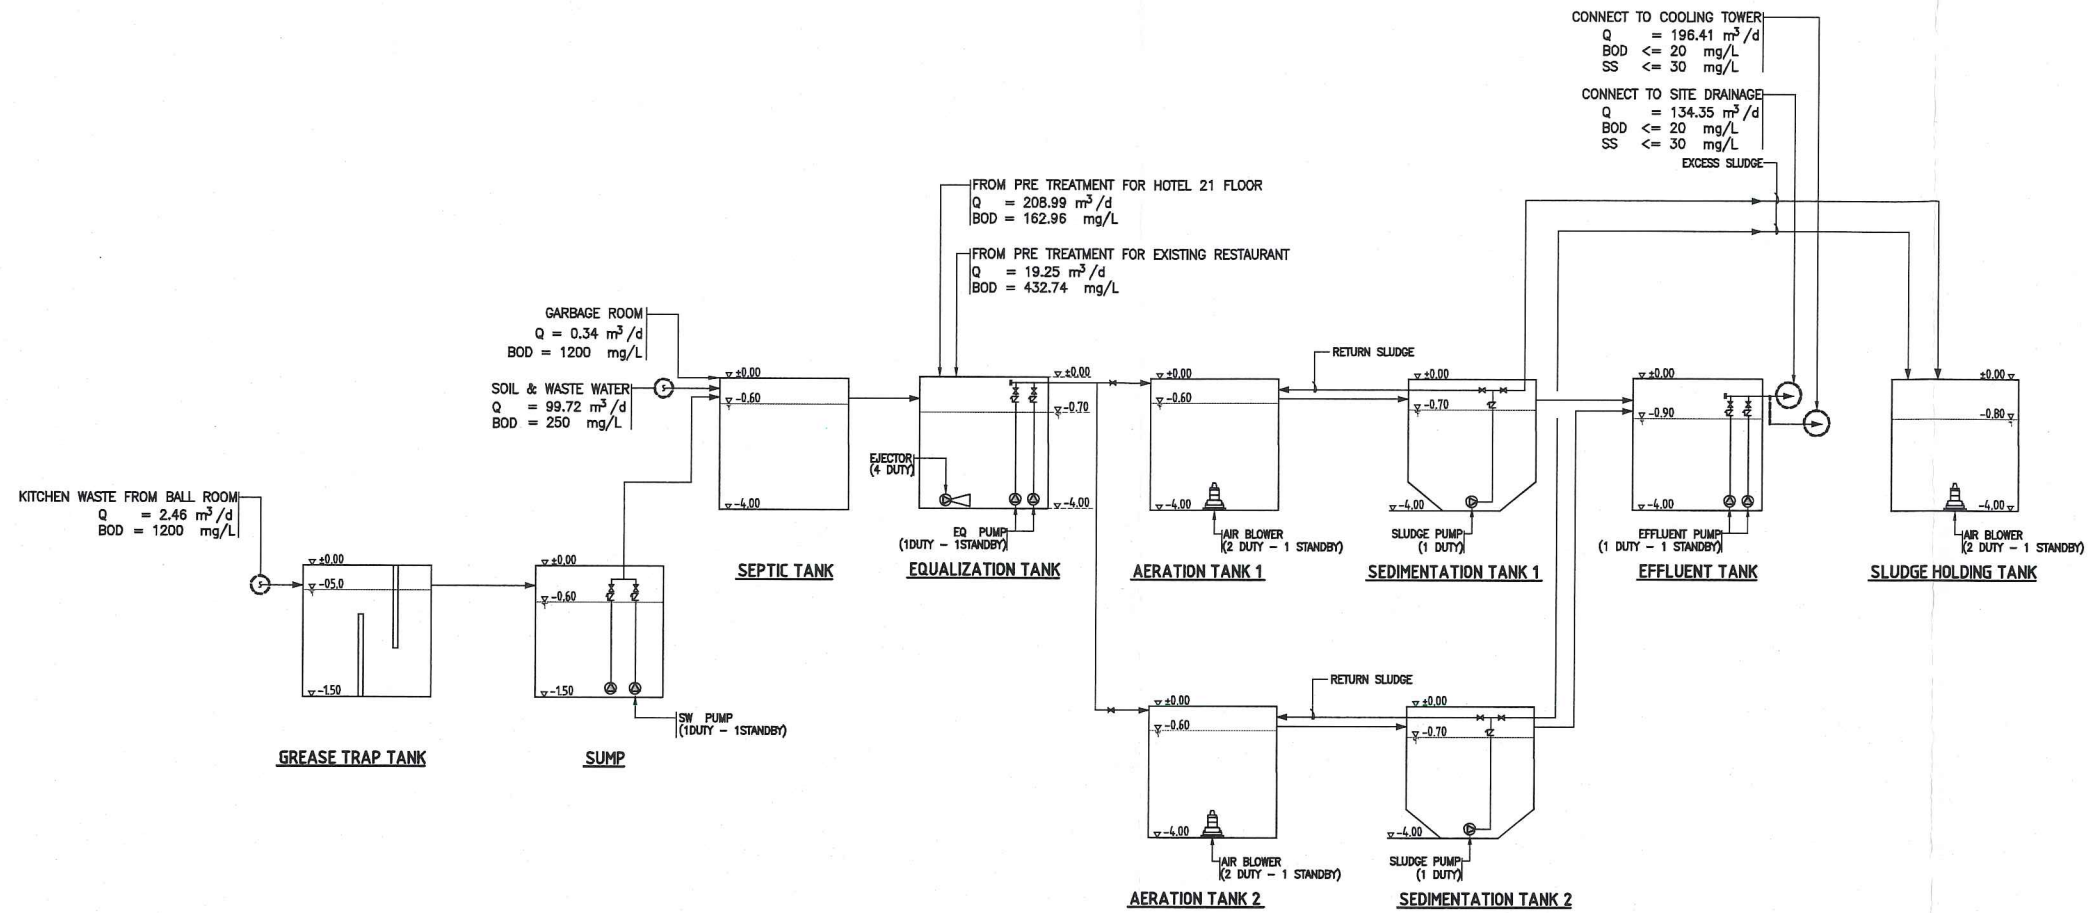 CONNECT TO COOLING TOWER
Q = 196.41 m³/d
BOD <= 20 mg/L
SS <= 30 mg/L
CONNECT TO SITE DRAINAGE
Q = 134.35 m³/d
BOD <= 20 mg/L
SS <= 30 mg/L
EXCESS SLUDGE
FROM PRE TREATMENT FOR HOTEL 21 FLOOR
Q = 208.99 m³/d
BOD = 162.96 mg/L
FROM PRE TREATMENT FOR EXISTING RESTAURANT
Q = 19.25 m³/d
BOD = 432.74 mg/L
GARBAGE ROOM
Q = 0.34 m³/d
BOD = 1200 mg/L
SOIL & WASTE WATER
Q = 99.72 m³/d
BOD = 250 mg/L
KITCHEN WASTE FROM BALL ROOM
Q = 2.46 m³/d
BOD = 1200 mg/L
±0.00
-05,0
-1.50
GREASE TRAP TANK
±0.00
-0.60
-1.50
SW PUMP
(1DUTY - 1STANDBY)
SUMP
±0.00
-0.60
-4.00
SEPTIC TANK
±0.00
-0.70
-4.00
EJECTOR
(4 DUTY)
EQ PUMP
(1DUTY - 1STANDBY)
EQUALIZATION TANK
±0.00
-0.60
-4.00
AIR BLOWER
(2 DUTY - 1 STANDBY)
AERATION TANK 1
RETURN SLUDGE
±0.00
-0.70
-4.00
SLUDGE PUMP
(1 DUTY)
SEDIMENTATION TANK 1
±0.00
-0.90
-4.00
EFFLUENT PUMP
(1 DUTY - 1 STANDBY)
EFFLUENT TANK
±0.00
-0.80
-4.00
AIR BLOWER
(2 DUTY - 1 STANDBY)
SLUDGE HOLDING TANK
±0.00
-0.60
-4.00
AIR BLOWER
(2 DUTY - 1 STANDBY)
AERATION TANK 2
RETURN SLUDGE
±0.00
-0.70
-4.00
SLUDGE PUMP
(1 DUTY)
SEDIMENTATION TANK 2